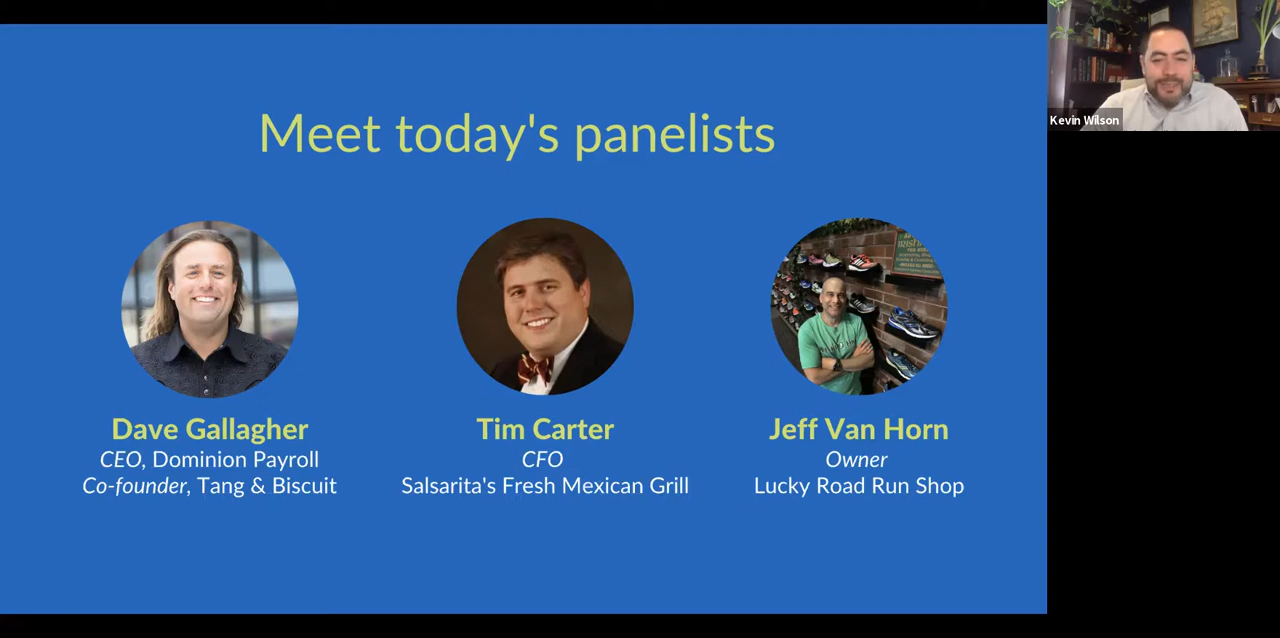 Meet today's panelists
Dave Gallagher
CEO, Dominion Payroll
Co-founder, Tang & Biscuit
Tim Carter
CFO
Salsarita's Fresh Mexican Grill
Jeff Van Horn
Owner
Lucky Road Run Shop
Kevin Wilson